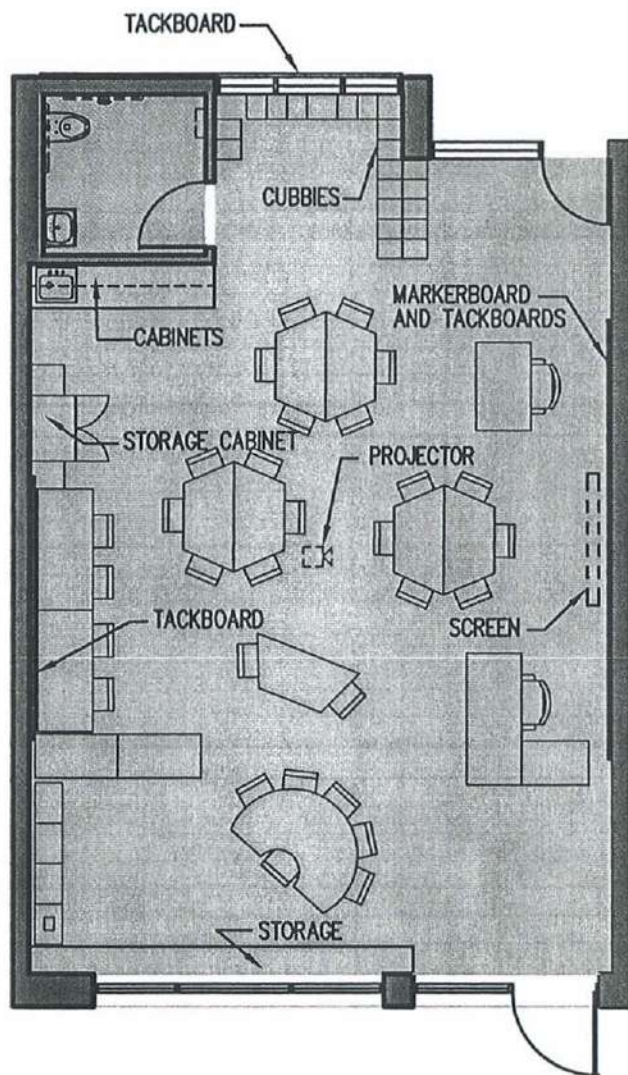 TACKBOARD
CUBBIES
MARKERBOARD
AND TACKBOARDS
CABINETS
STORAGE CABINET
PROJECTOR
TACKBOARD
SCREEN
STORAGE